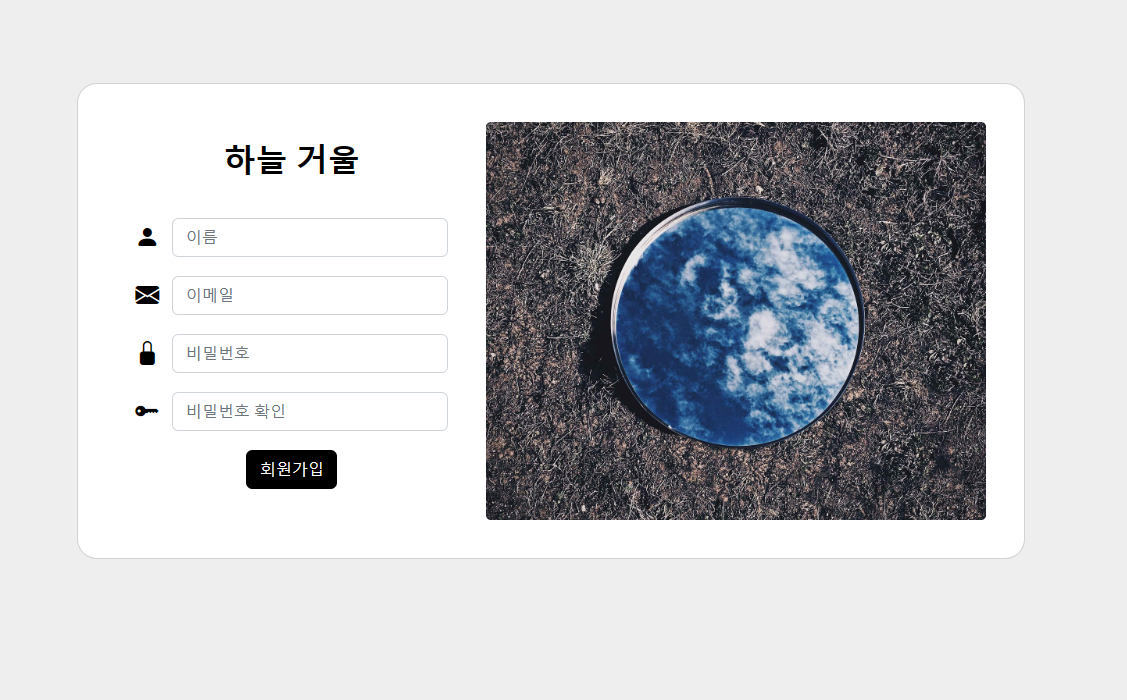 하늘 거울
이름
이메일
비밀번호
비밀번호 확인
회원가입